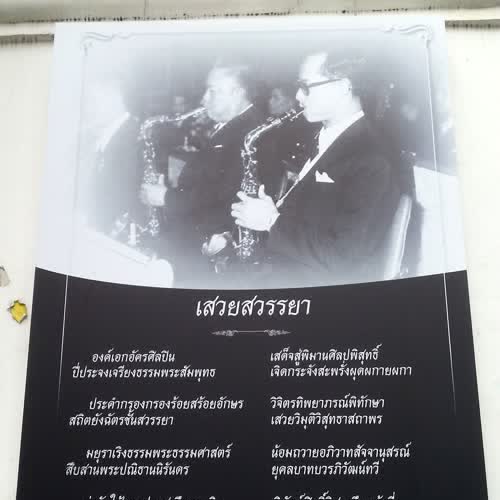 เสวยสวรรยา
องค์เอกอัครศิลปิน เสด็จสู่พิมานศิลปพิสุทธิ์
ปี่ประจงเจรียงธรรมพระสัมพุทธ เจิดกระจังสะพรั่งผุดผกายผกา
ประคำกรองกรองร้อยสร้อยอักษร วิจิตรทิพยาภรณ์พิทักษา
สถิตยังฉัตรชั้นสวรรยา เสวยวิมุติวิสุทธาสถาพร
มยุราเริงธรรมพระธรรมศาสตร์ น้อมถวายอภิวาทสัจจานุสรณ์
สืบสานพระปณิธานนิรันดร ยุคลบาทบวรภิวัฒน์ทวี